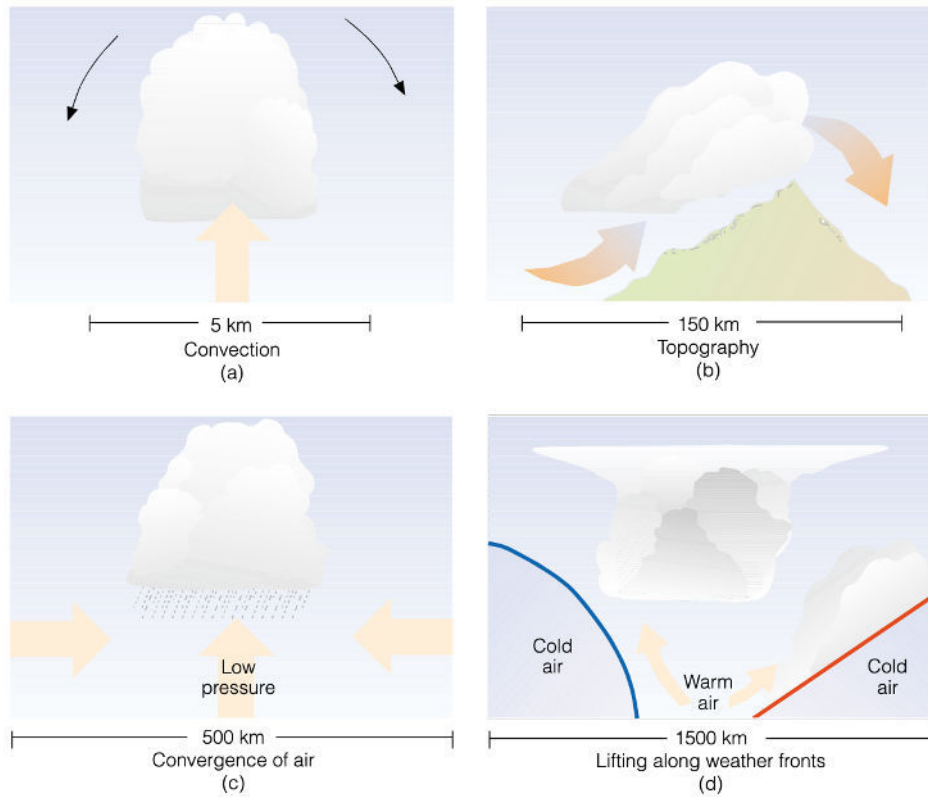 5 km
Convection
(a)
150 km
Topography
(b)
Low
pressure
500 km
Convergence of air
(c)
Cold
air
Warm
air
Cold
air
1500 km
Lifting along weather fronts
(d)